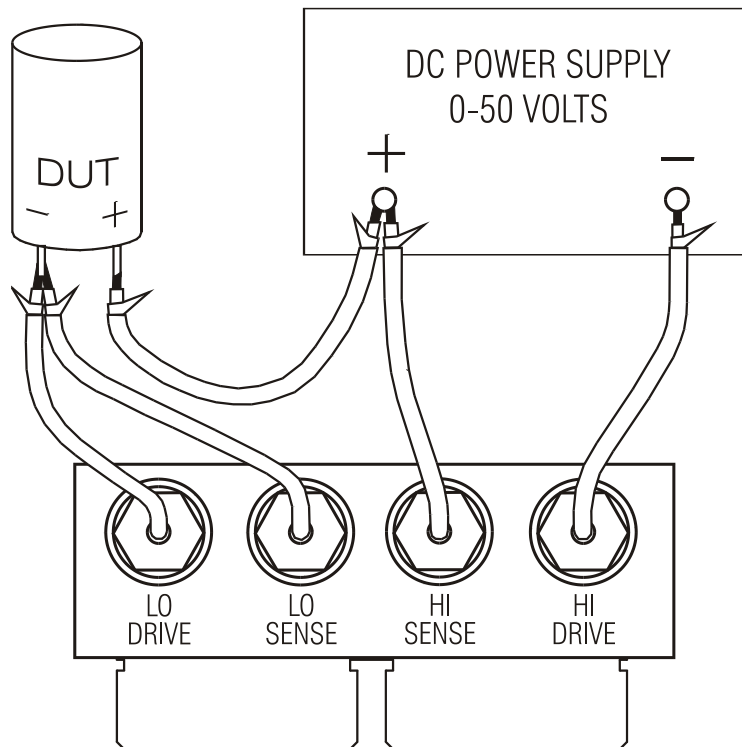 DC POWER SUPPLY
0-50 VOLTS
+ −
DUT
− +
LO DRIVE
LO SENSE
HI SENSE
HI DRIVE